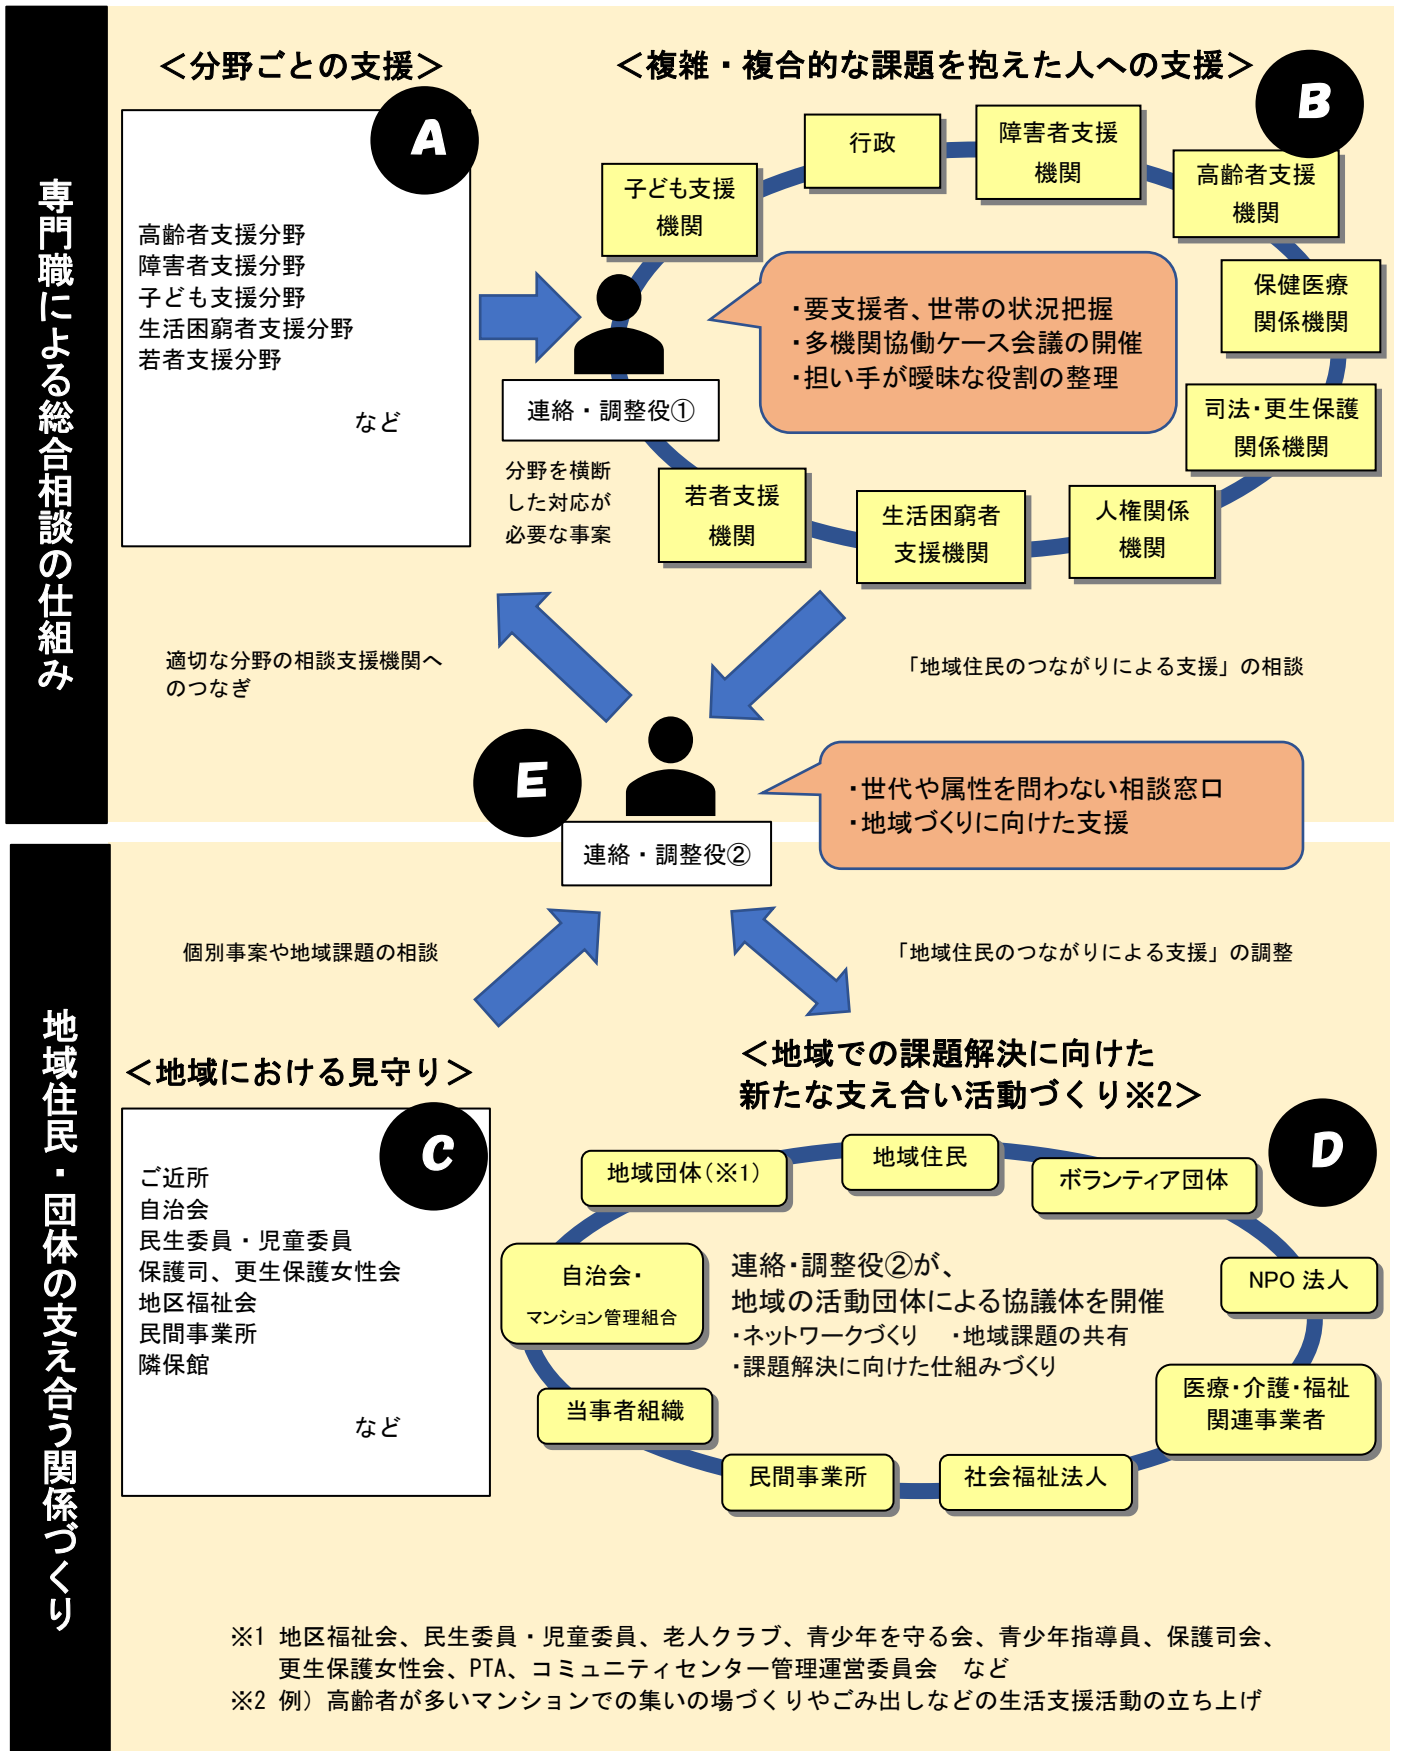 専門職による総合相談の仕組み
＜分野ごとの支援＞
A
高齢者支援分野
障害者支援分野
子ども支援分野
生活困窮者支援分野
若者支援分野
など
＜複雑・複合的な課題を抱えた人への支援＞
B
行政
障害者支援
機関
高齢者支援
機関
子ども支援
機関
保健医療
関係機関
・要支援者、世帯の状況把握
・多機関協働ケース会議の開催
・担い手が曖昧な役割の整理
連絡・調整役①
司法・更生保護
関係機関
分野を横断
した対応が
必要な事案
若者支援
機関
生活困窮者
支援機関
人権関係
機関
適切な分野の相談支援機関へ
のつなぎ
「地域住民のつながりによる支援」の相談
E
・世代や属性を問わない相談窓口
・地域づくりに向けた支援
連絡・調整役②
地域住民・団体の支え合う関係づくり
個別事案や地域課題の相談
「地域住民のつながりによる支援」の調整
＜地域における見守り＞
C
ご近所
自治会
民生委員・児童委員
保護司、更生保護女性会
地区福祉会
民間事業所
隣保館
など
＜地域での課題解決に向けた
新たな支え合い活動づくり※2＞
D
地域団体(※1)
地域住民
ボランティア団体
自治会・
マンション管理組合
NPO 法人
連絡・調整役②が、
地域の活動団体による協議体を開催
・ネットワークづくり　・地域課題の共有
・課題解決に向けた仕組みづくり
当事者組織
医療・介護・福祉
関連事業者
民間事業所
社会福祉法人
※1 地区福祉会、民生委員・児童委員、老人クラブ、青少年を守る会、青少年指導員、保護司会、
更生保護女性会、PTA、コミュニティセンター管理運営委員会　など
※2 例）高齢者が多いマンションでの集いの場づくりやごみ出しなどの生活支援活動の立ち上げ